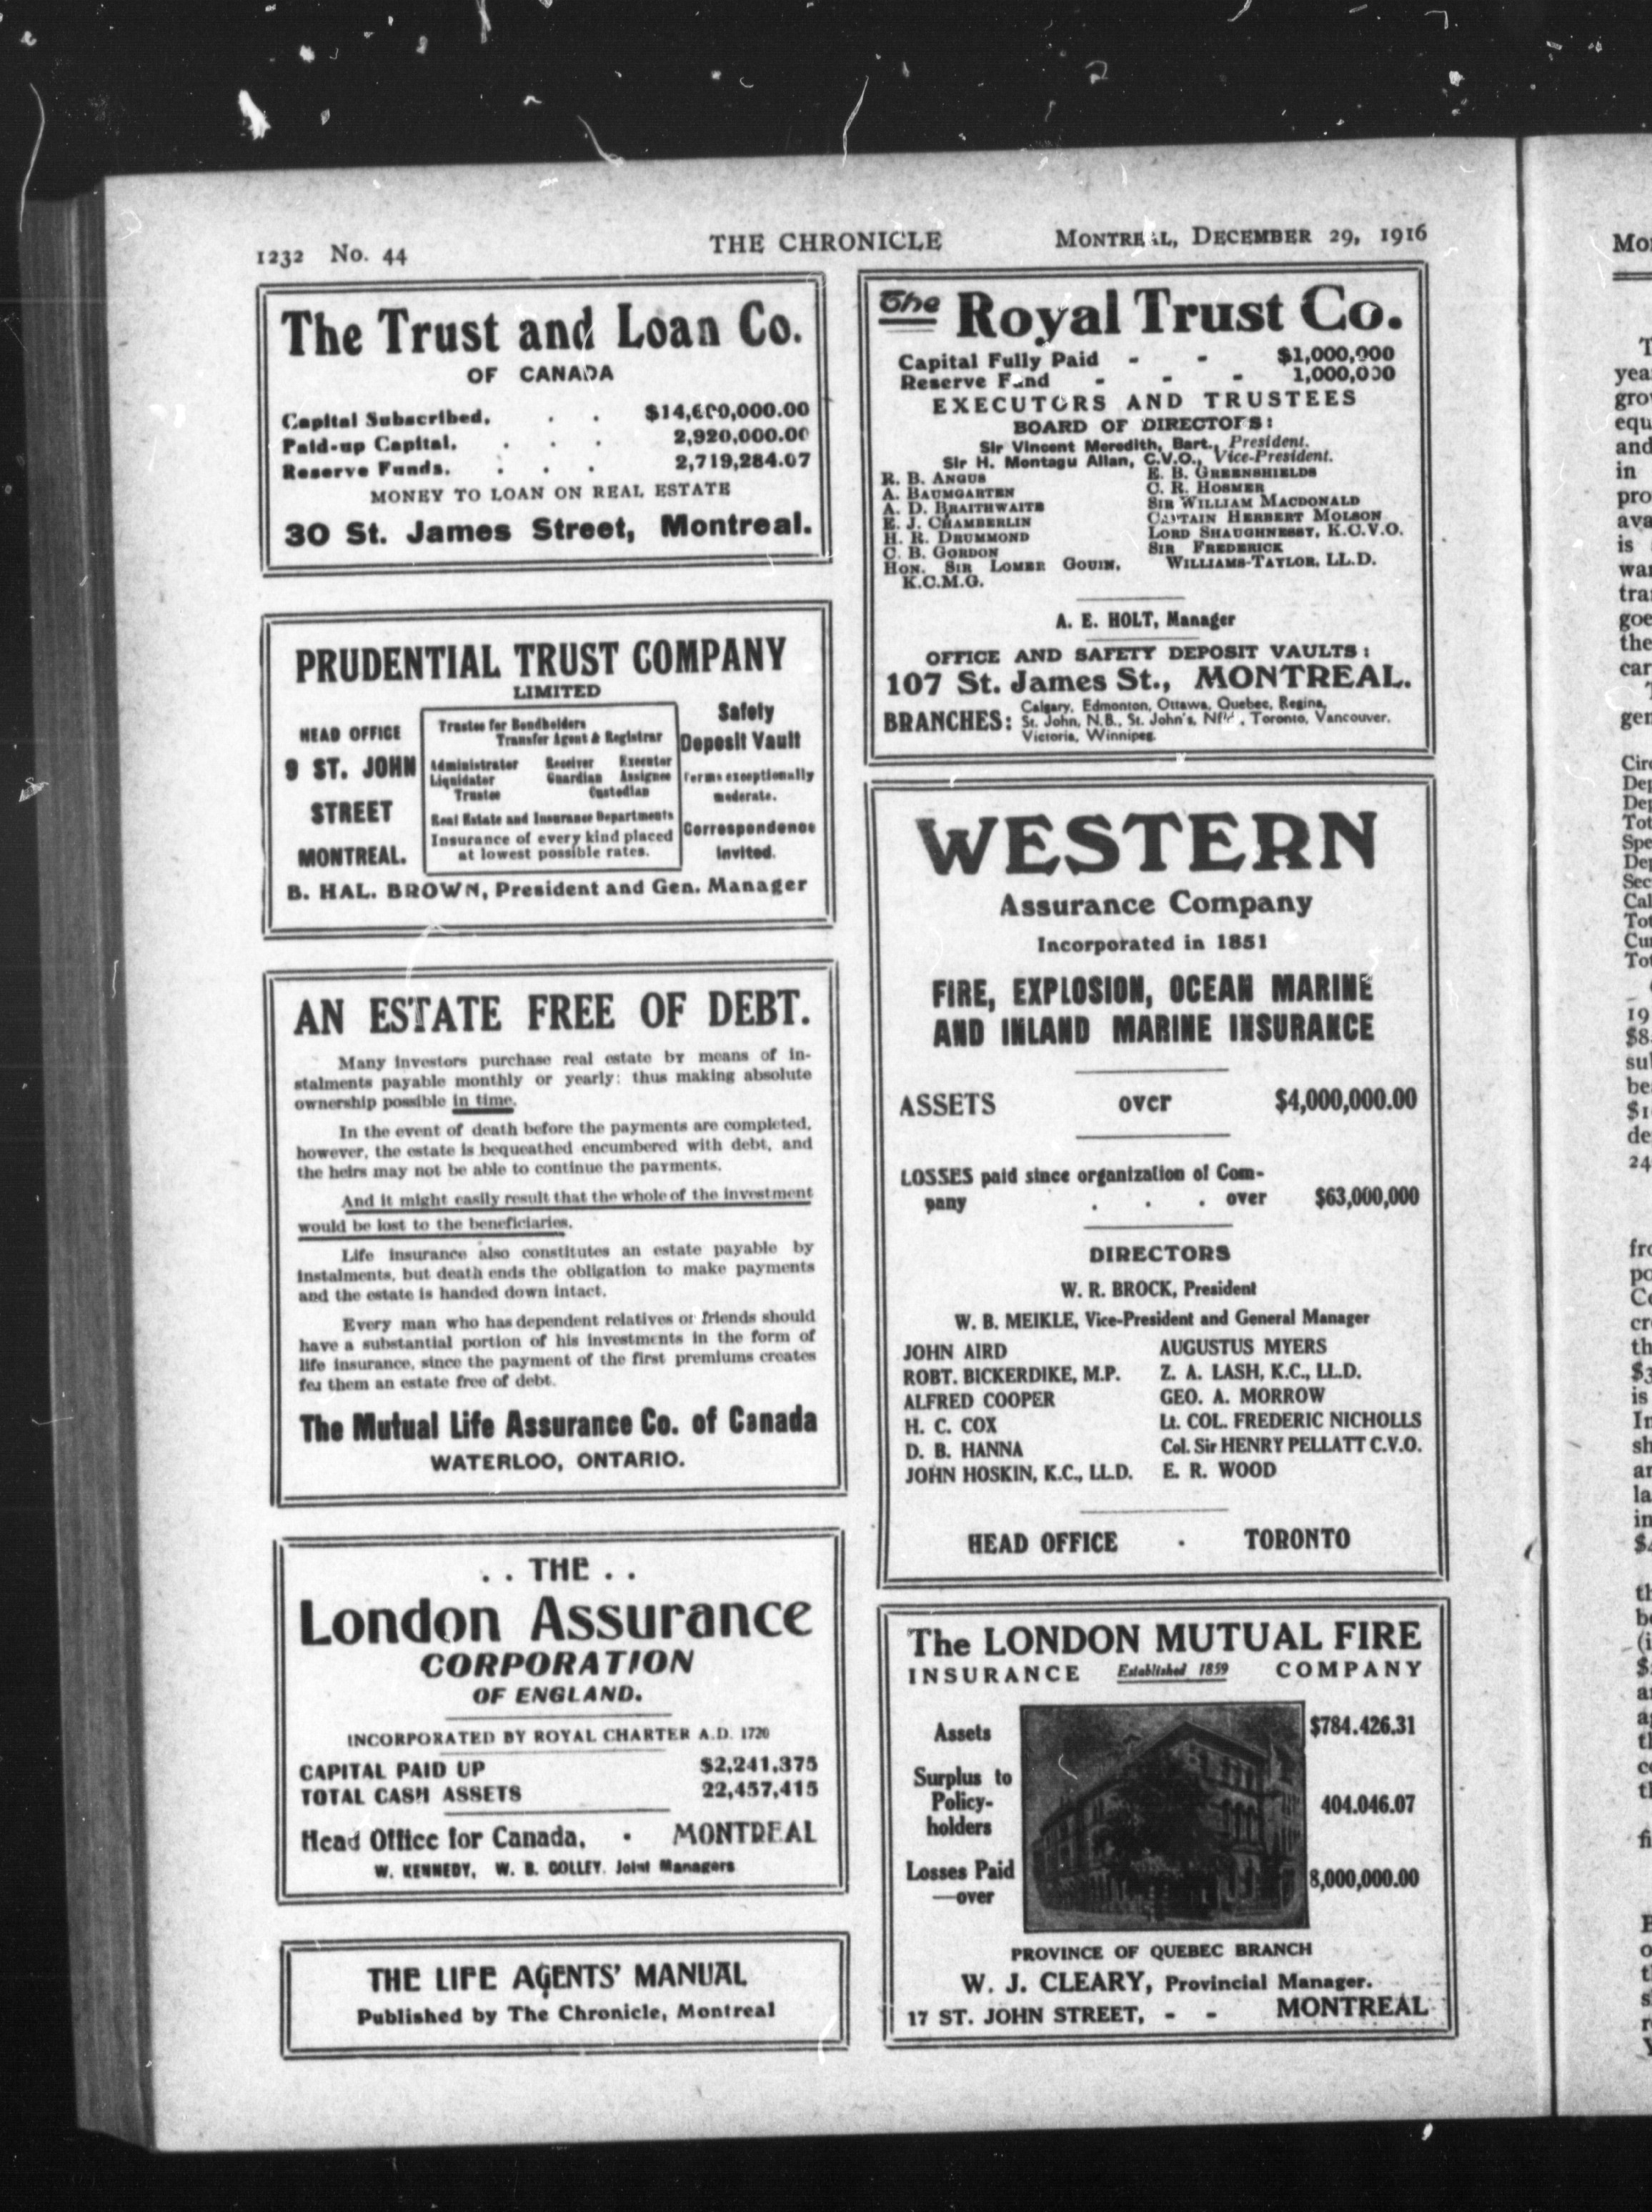 1232 No. 44
THE CHRONICLE
MONTREAL, DECEMBER 29, 1916
The Trust and Loan Co.
OF CANADA
Capital Subscribed, . . $14,600,000.00
Paid-up Capital, . . . 2,920,000.00
Reserve Funds, . . . 2,719,284.07
MONEY TO LOAN ON REAL ESTATE
30 St. James Street, Montreal.
PRUDENTIAL TRUST COMPANY
LIMITED
HEAD OFFICE
9 ST. JOHN
STREET
MONTREAL.
Trustee for Bondholders
Transfer Agent & Registrar
Administrator Receiver Executor
Liquidator Guardian Assignee
Trustee Custodian
Real Estate and Insurance Departments
Insurance of every kind placed
at lowest possible rates.
Safety
Deposit Vault
Terms exceptionally
moderate.
Correspondence
invited.
B. HAL. BROWN, President and Gen. Manager
AN ESTATE FREE OF DEBT.
Many investors purchase real estate by means of in-
stalments payable monthly or yearly: thus making absolute
ownership possible in time.
In the event of death before the payments are completed,
however, the estate is bequeathed encumbered with debt, and
the heirs may not be able to continue the payments.
And it might easily result that the whole of the investment
would be lost to the beneficiaries.
Life insurance also constitutes an estate payable by
instalments, but death ends the obligation to make payments
and the estate is handed down intact.
Every man who has dependent relatives or friends should
have a substantial portion of his investments in the form of
life insurance, since the payment of the first premiums creates
for them an estate free of debt.
The Mutual Life Assurance Co. of Canada
WATERLOO, ONTARIO.
. . THE . .
London Assurance
CORPORATION
OF ENGLAND.
INCORPORATED BY ROYAL CHARTER A.D. 1720
CAPITAL PAID UP $2,241,375
TOTAL CASH ASSETS 22,457,415
Head Office for Canada, - MONTREAL
W. KENNEDY, W. B. COLLEY, Joint Managers
THE LIFE AGENTS' MANUAL
Published by The Chronicle, Montreal
The Royal Trust Co.
Capital Fully Paid - - $1,000,000
Reserve Fund - - - 1,000,000
EXECUTORS AND TRUSTEES
BOARD OF DIRECTORS:
Sir Vincent Meredith, Bart., President.
Sir H. Montagu Allan, C.V.O., Vice-President.
R. B. ANGUS
A. BAUMGARTEN
A. D. BRAITHWAITE
E. J. CHAMBERLIN
H. R. DRUMMOND
C. B. GORDON
HON. SIR LOMER GOUIN,
K.C.M.G.
E. B. GREENSHIELDS
C. R. HOSMER
SIR WILLIAM MACDONALD
CAPTAIN HERBERT MOLSON
LORD SHAUGHNESSY, K.C.V.O.
SIR FREDERICK
WILLIAMS-TAYLOR, LL.D.
A. E. HOLT, Manager
OFFICE AND SAFETY DEPOSIT VAULTS:
107 St. James St., MONTREAL.
BRANCHES: Calgary, Edmonton, Ottawa, Quebec, Regina,
St. John, N.B., St. John's, Nfld., Toronto, Vancouver,
Victoria, Winnipeg.
WESTERN
Assurance Company
Incorporated in 1851
FIRE, EXPLOSION, OCEAN MARINE
AND INLAND MARINE INSURANCE
ASSETS over $4,000,000.00
LOSSES paid since organization of Com-
pany . . . over $63,000,000
DIRECTORS
W. R. BROCK, President
W. B. MEIKLE, Vice-President and General Manager
JOHN AIRD
ROBT. BICKERDIKE, M.P.
ALFRED COOPER
H. C. COX
D. B. HANNA
JOHN HOSKIN, K.C., LL.D.
AUGUSTUS MYERS
Z. A. LASH, K.C., LL.D.
GEO. A. MORROW
Lt. COL. FREDERIC NICHOLLS
Col. Sir HENRY PELLATT C.V.O.
E. R. WOOD
HEAD OFFICE . TORONTO
The LONDON MUTUAL FIRE
INSURANCE Established 1859 COMPANY
Assets $784.426.31
Surplus to
Policy-
holders 404.046.07
Losses Paid
—over 8,000,000.00
PROVINCE OF QUEBEC BRANCH
W. J. CLEARY, Provincial Manager.
17 ST. JOHN STREET, - - MONTREAL